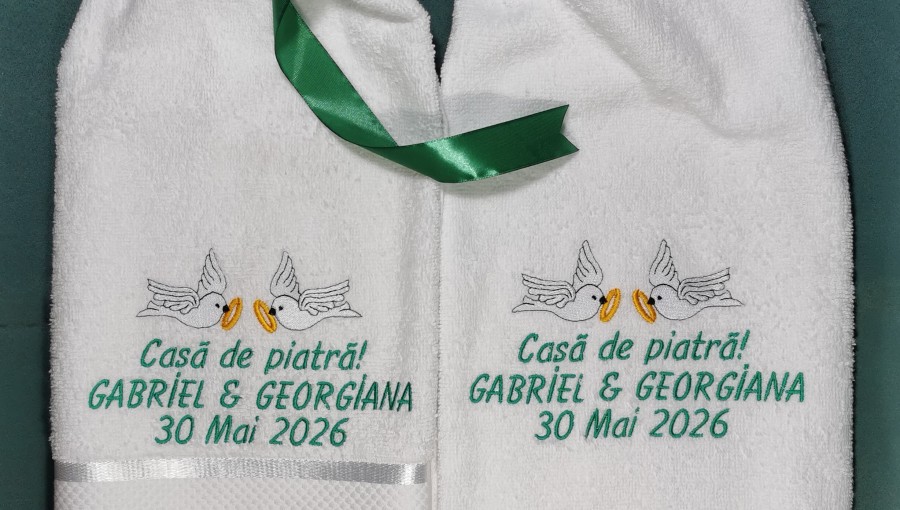 Casă de piatră!
GABRIEL & GEORGIANA
30 Mai 2026
Casă de piatră!
GABRIEL & GEORGIANA
30 Mai 2026